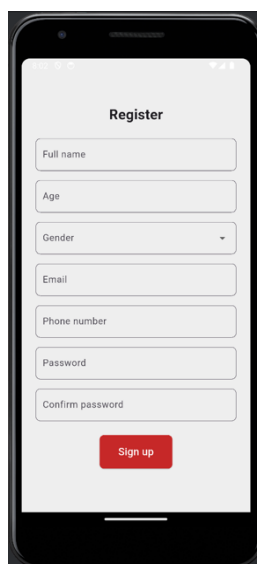 Register
Full name
Age
Gender
Email
Phone number
Password
Confirm password
Sign up